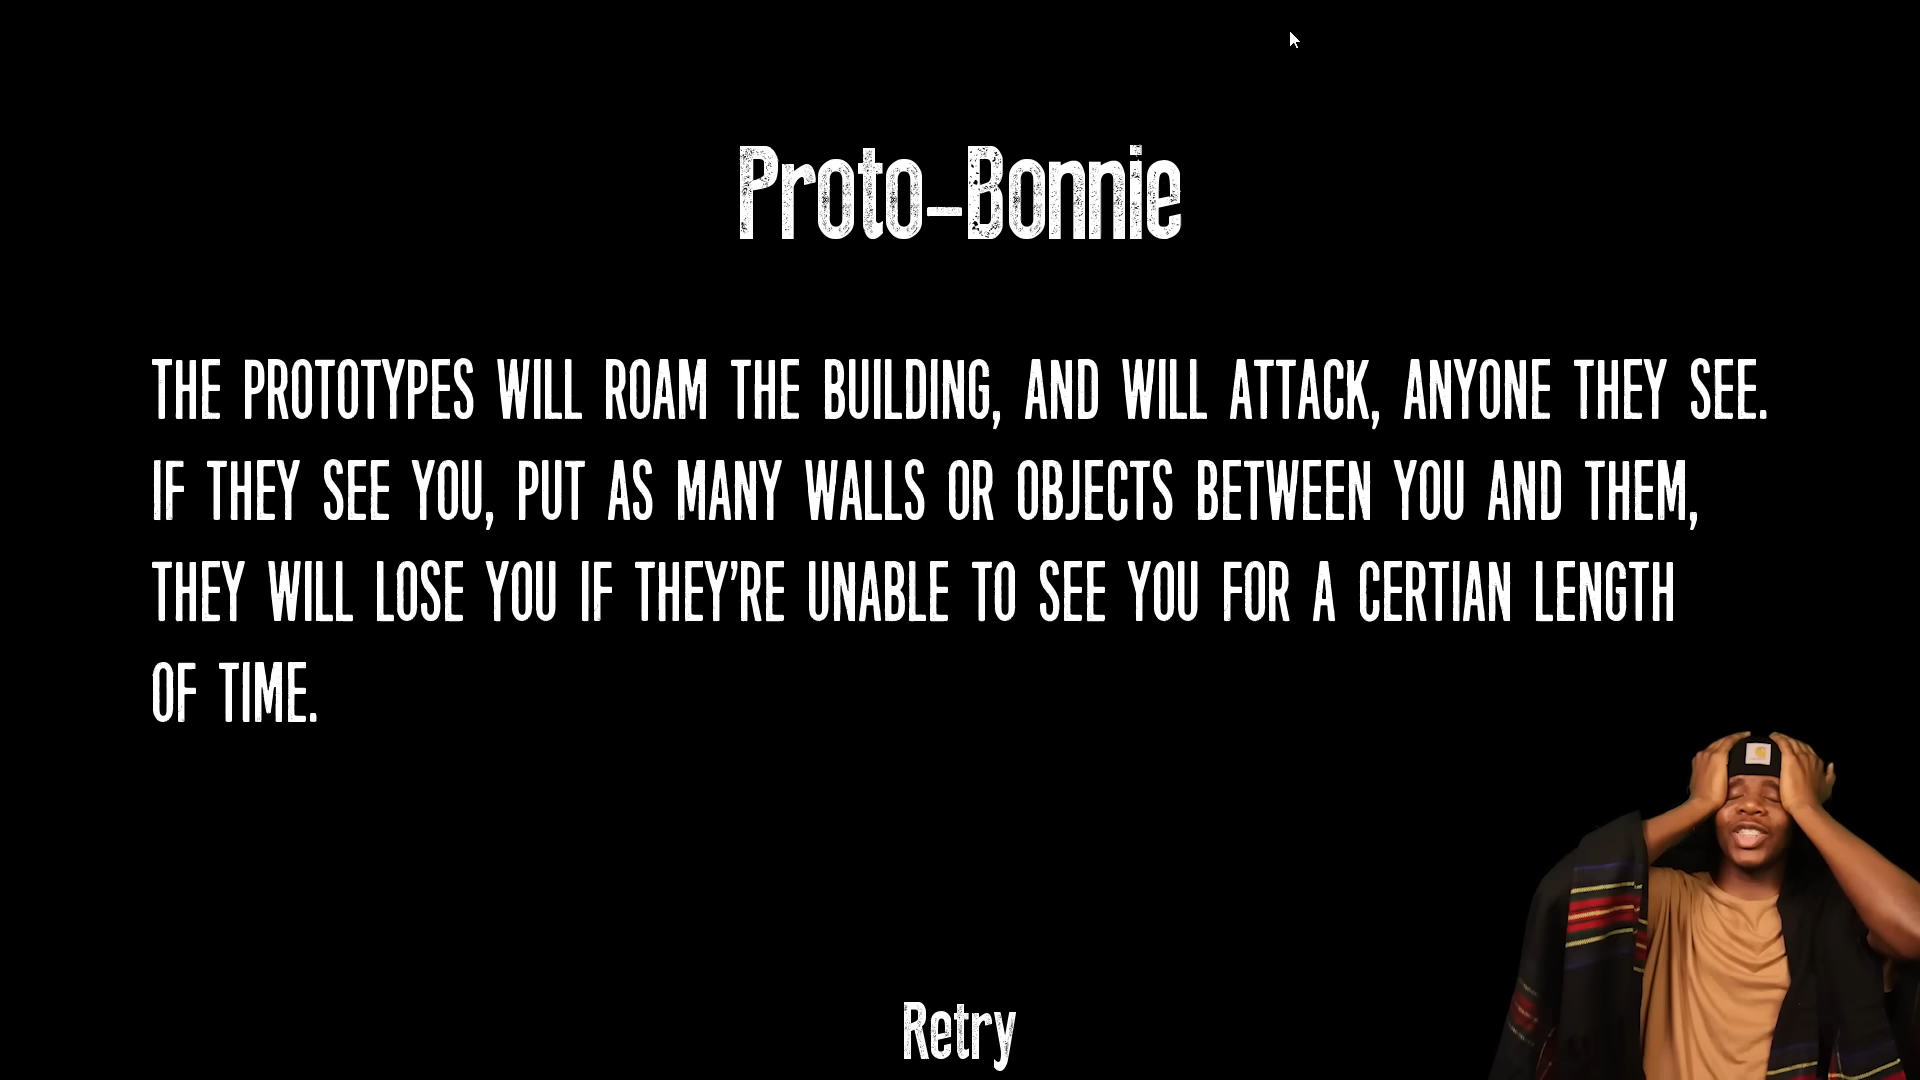 Proto-Bonnie
THE PROTOTYPES WILL ROAM THE BUILDING, AND WILL ATTACK, ANYONE THEY SEE.
IF THEY SEE YOU, PUT AS MANY WALLS OR OBJECTS BETWEEN YOU AND THEM,
THEY WILL LOSE YOU IF THEY'RE UNABLE TO SEE YOU FOR A CERTIAN LENGTH
OF TIME.
Retry